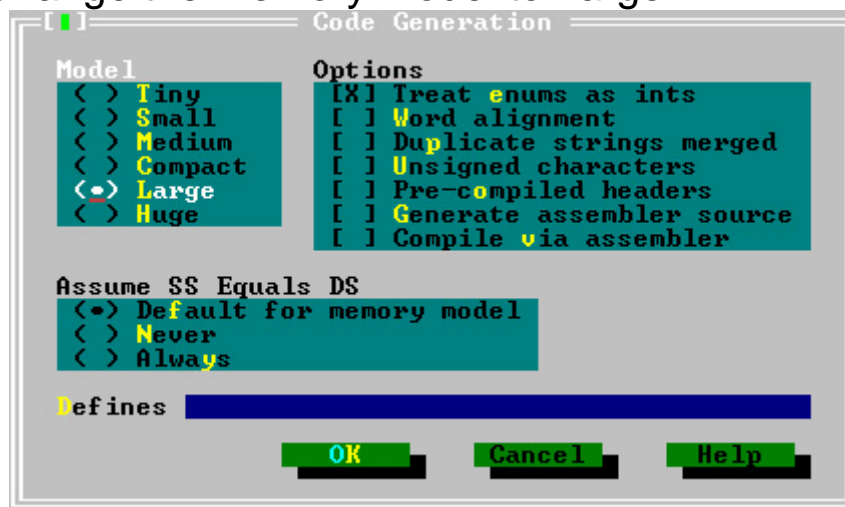 [■] Code Generation
Model
( ) Tiny
( ) Small
( ) Medium
( ) Compact
(•) Large
( ) Huge
Options
[X] Treat enums as ints
[ ] Word alignment
[ ] Duplicate strings merged
[ ] Unsigned characters
[ ] Pre-compiled headers
[ ] Generate assembler source
[ ] Compile via assembler
Assume SS Equals DS
(•) Default for memory model
( ) Never
( ) Always
Defines
OK Cancel Help